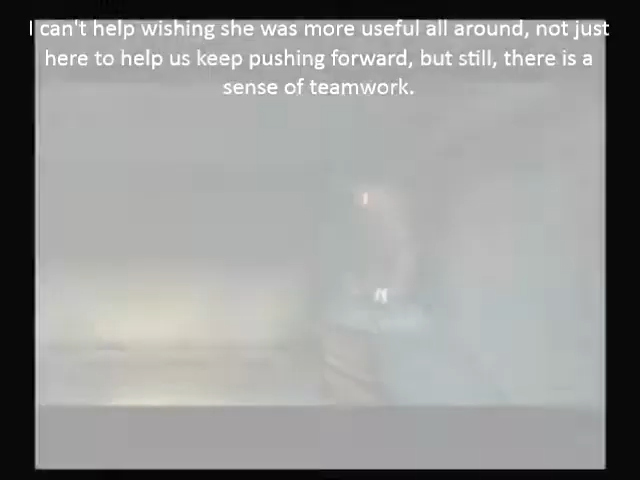 I can't help wishing she was more useful all around, not just
here to help us keep pushing forward, but still, there is a
sense of teamwork.